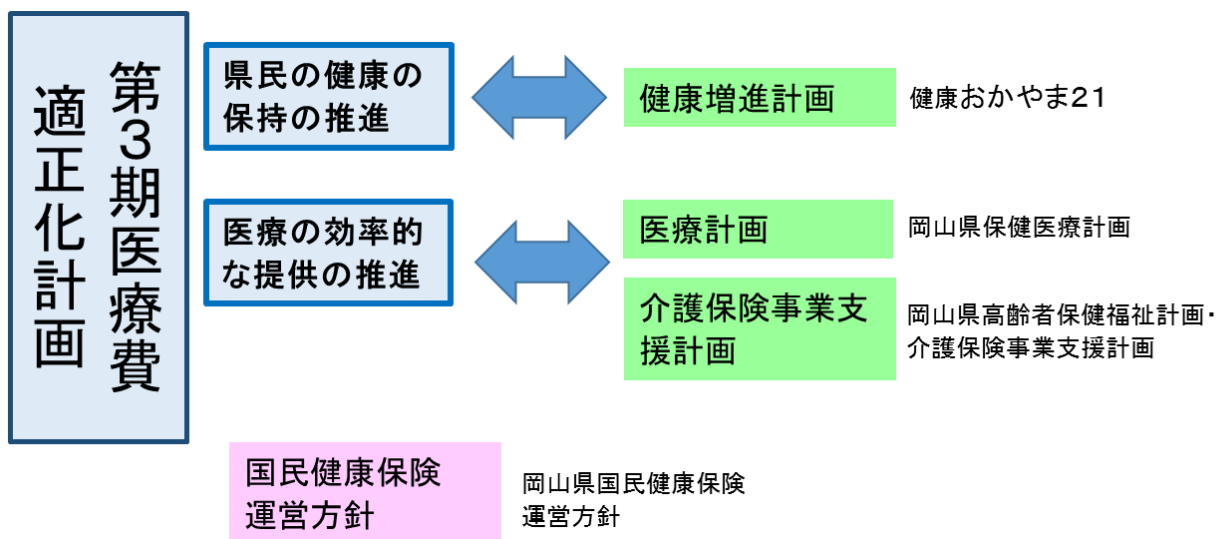 第３期医療費
適正化計画
県民の健康の
保持の推進
健康増進計画
健康おかやま２１
医療の効率的
な提供の推進
医療計画
岡山県保健医療計画
介護保険事業支
援計画
岡山県高齢者保健福祉計画・
介護保険事業支援計画
国民健康保険
運営方針
岡山県国民健康保険
運営方針